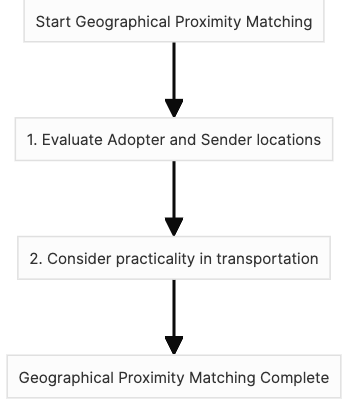 Start Geographical Proximity Matching
1. Evaluate Adopter and Sender locations
2. Consider practicality in transportation
Geographical Proximity Matching Complete